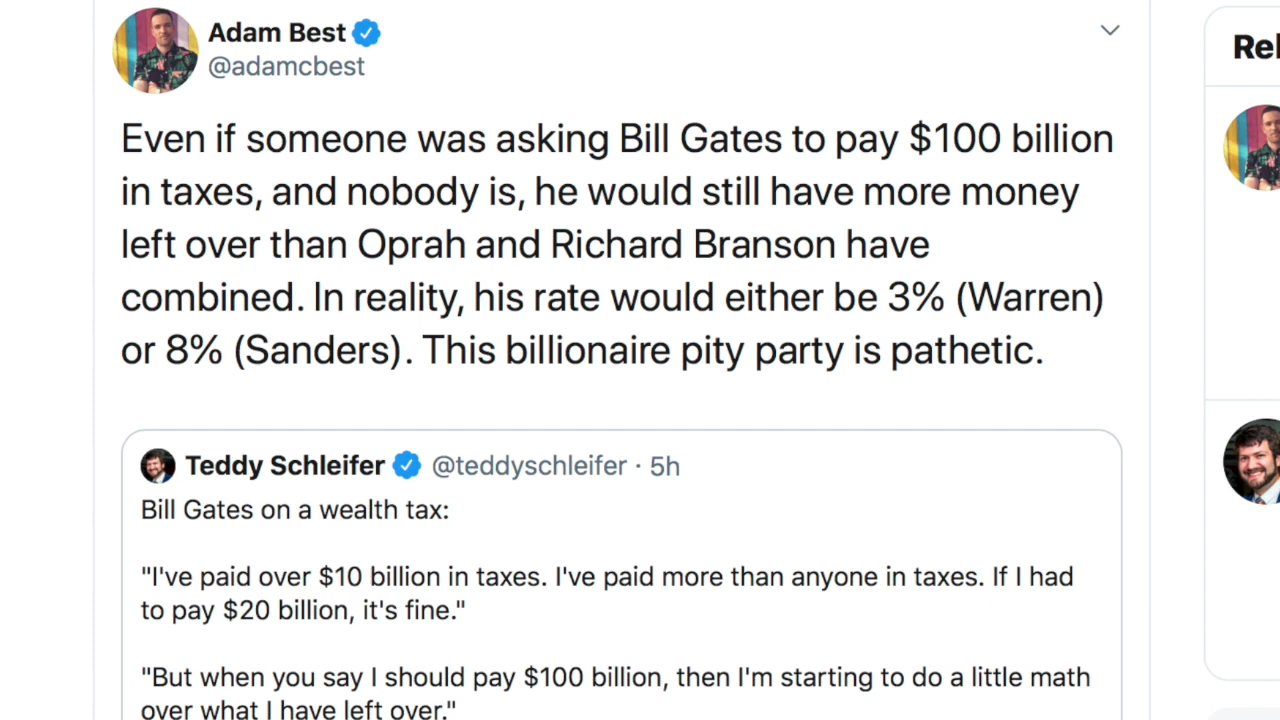 Adam Best
@adamcbest
Even if someone was asking Bill Gates to pay $100 billion
in taxes, and nobody is, he would still have more money
left over than Oprah and Richard Branson have
combined. In reality, his rate would either be 3% (Warren)
or 8% (Sanders). This billionaire pity party is pathetic.
Teddy Schleifer @teddyschleifer · 5h
Bill Gates on a wealth tax:
"I've paid over $10 billion in taxes. I've paid more than anyone in taxes. If I had
to pay $20 billion, it's fine."
"But when you say I should pay $100 billion, then I'm starting to do a little math
over what I have left over."